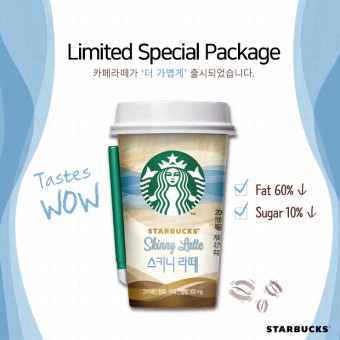 Limited Special Package
카페라떼가 '더 가볍게' 출시되었습니다.
Tastes
WOW
STARBUCKS®
Skinny Latte
스키니 라떼
Fat 60% ↓
Sugar 10% ↓
STARBUCKS®